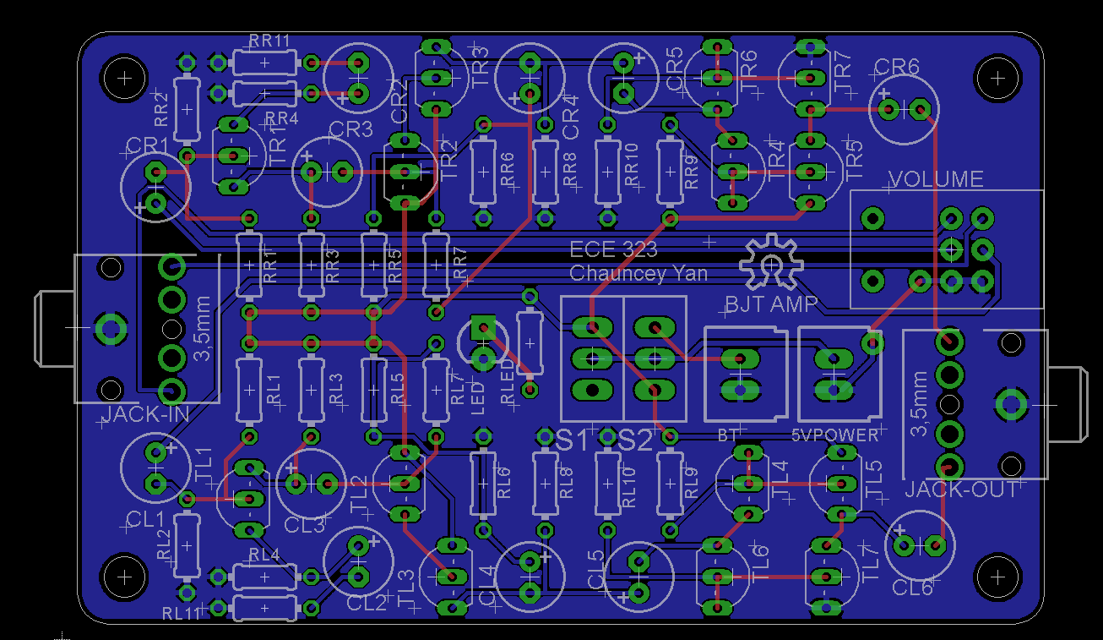 RR11
RR2
RR4
CR1
TR1
CR3
CR2
TR2
TR3
CR4
CR5
TR6
TR7
CR6
RR6
RR8
RR10
RR9
TR4
TR5
VOLUME
RR1
RR3
RR5
RR7
ECE 323
Chauncey Yan
BJT AMP
3,5mm
JACK-IN
RL1
RL3
RL5
RL7
LED
RLED
S1
S2
BT
5VPOWER
3,5mm
JACK-OUT
TL1
CL1
RL2
CL3
TL2
RL6
RL8
RL10
RL9
TL4
TL5
RL4
RL11
CL2
TL3
CL4
CL5
TL6
TL7
CL6